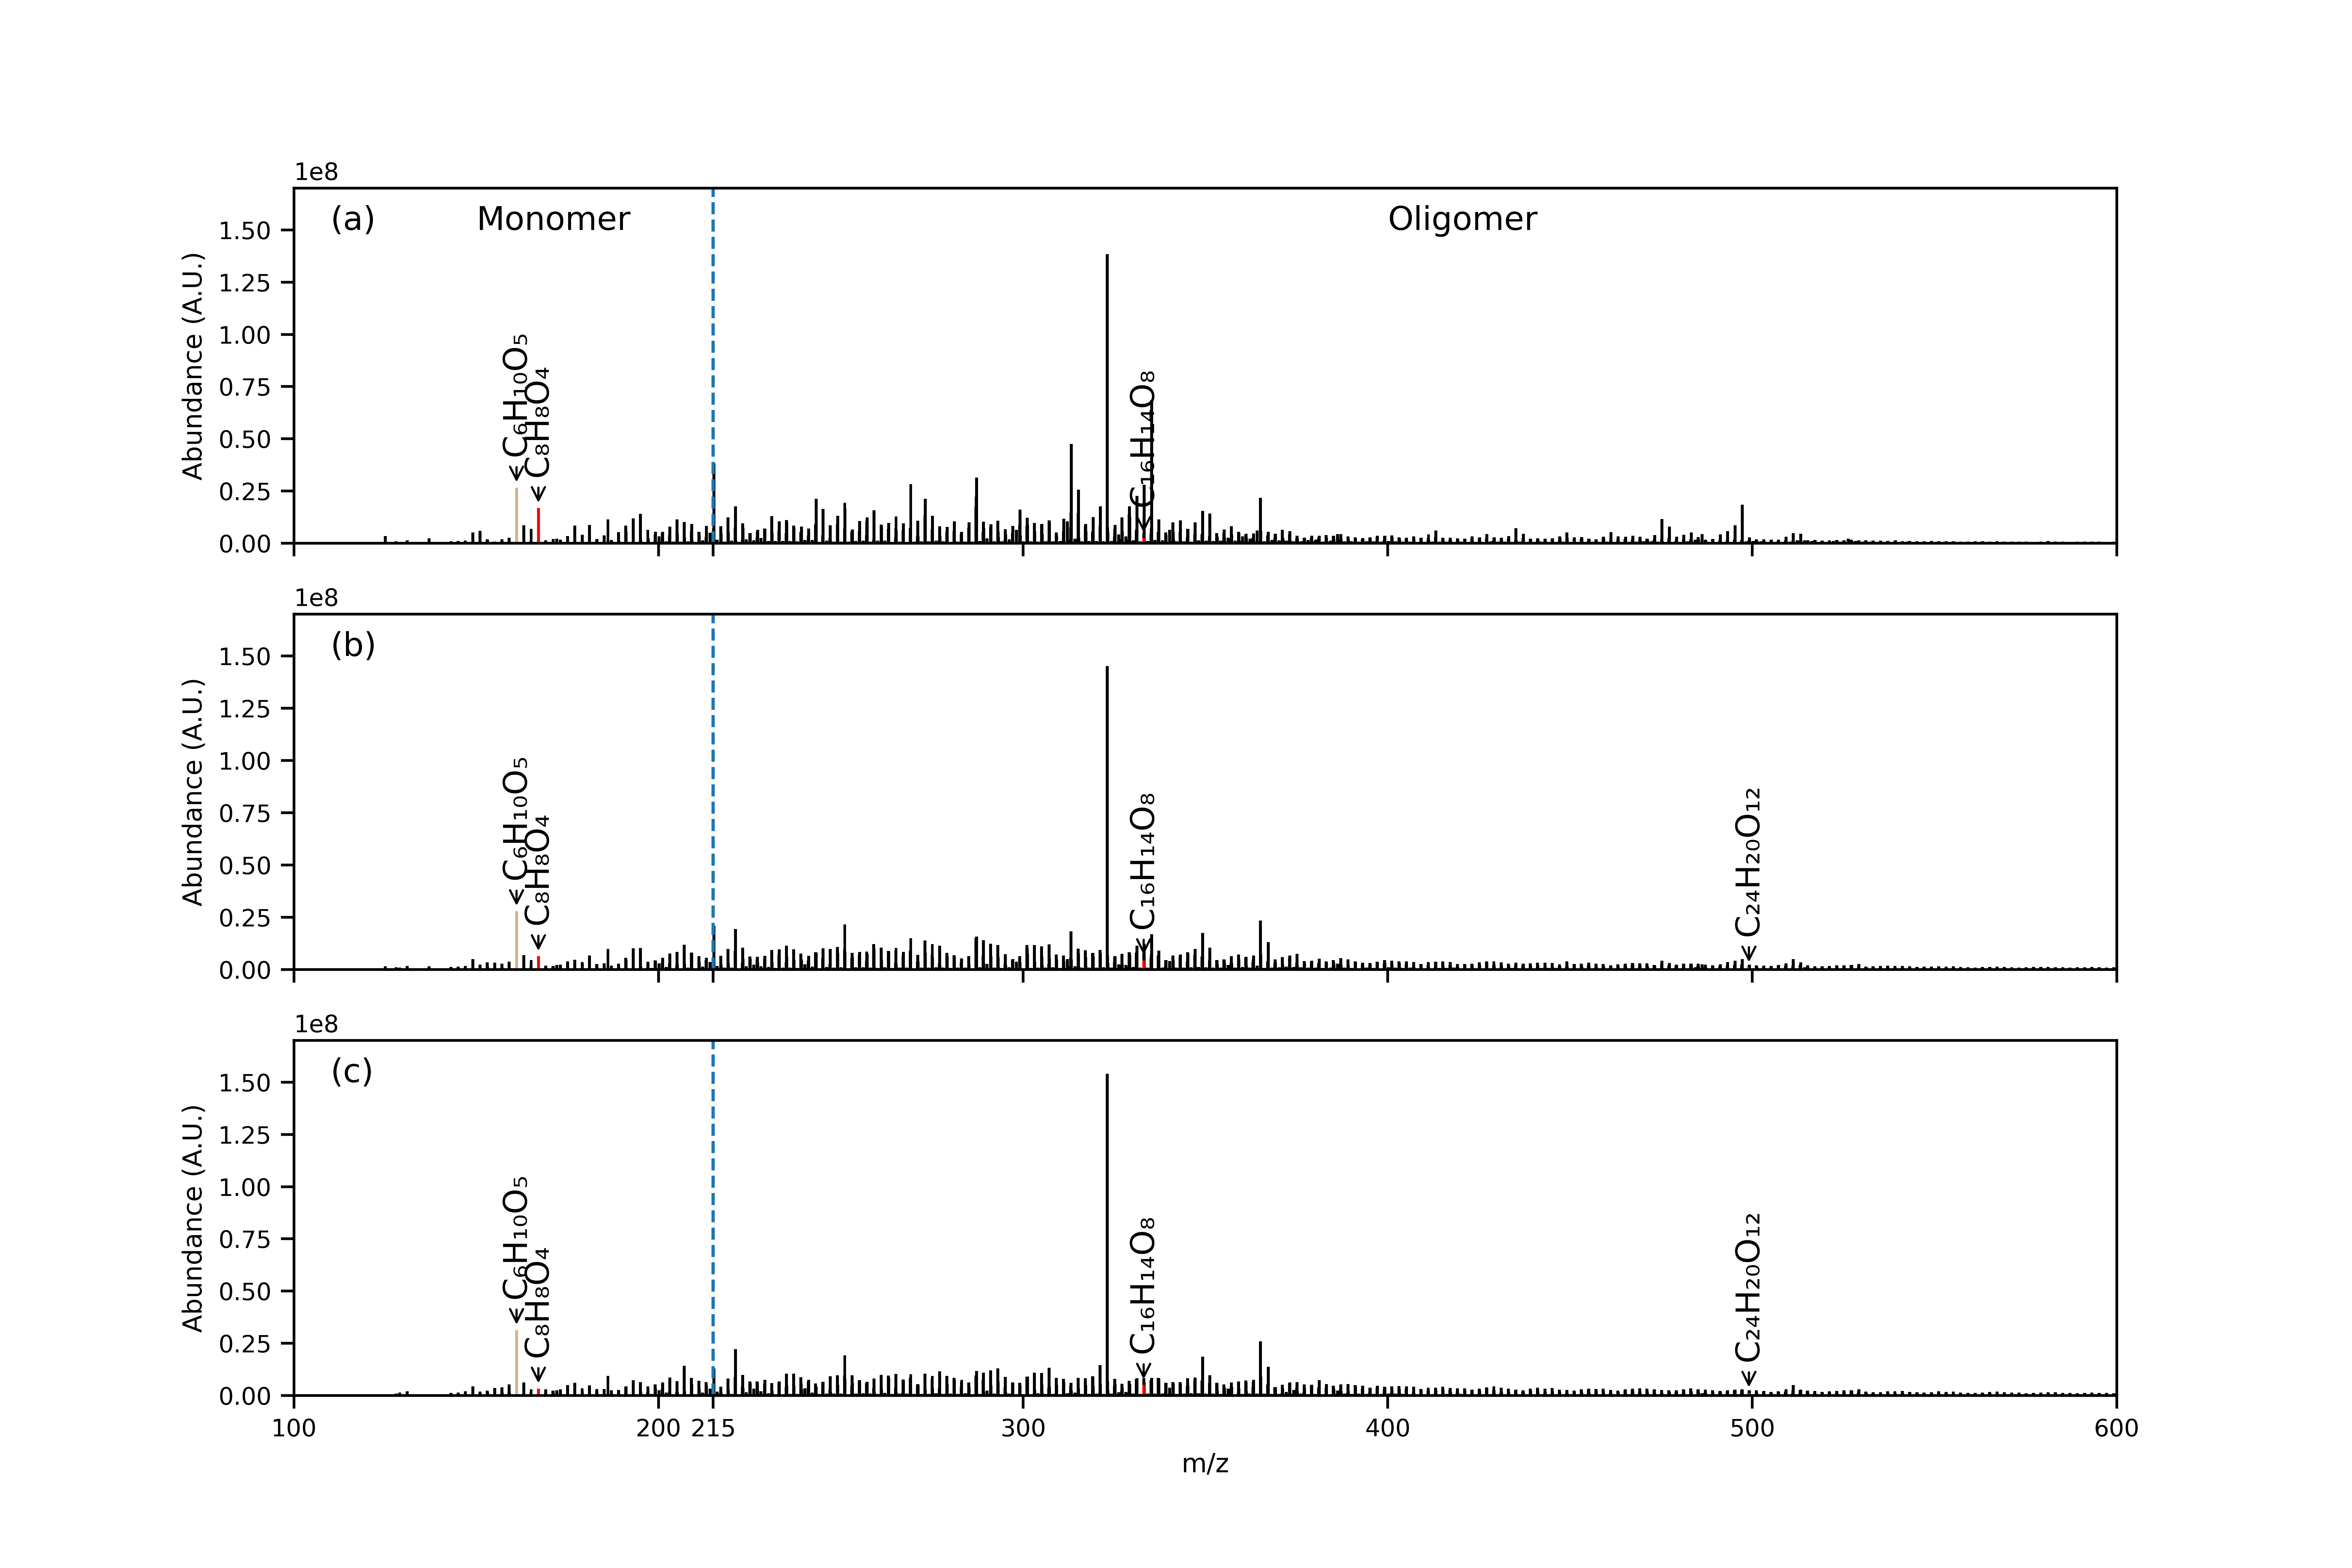 1e8
(a) Monomer Oligomer
1.50
1.25
1.00
0.75
0.50
0.25
0.00
Abundance (A.U.)
C₆H₁₀O₅
C₈H₈O₄
C₁₆H₁₄O₈
1e8
(b)
1.50
1.25
1.00
0.75
0.50
0.25
0.00
Abundance (A.U.)
C₆H₁₀O₅
C₈H₈O₄
C₁₆H₁₄O₈
C₂₄H₂₀O₁₂
1e8
(c)
1.50
1.25
1.00
0.75
0.50
0.25
0.00
Abundance (A.U.)
C₆H₁₀O₅
C₈H₈O₄
C₁₆H₁₄O₈
C₂₄H₂₀O₁₂
100 200 215 300 400 500 600
m/z